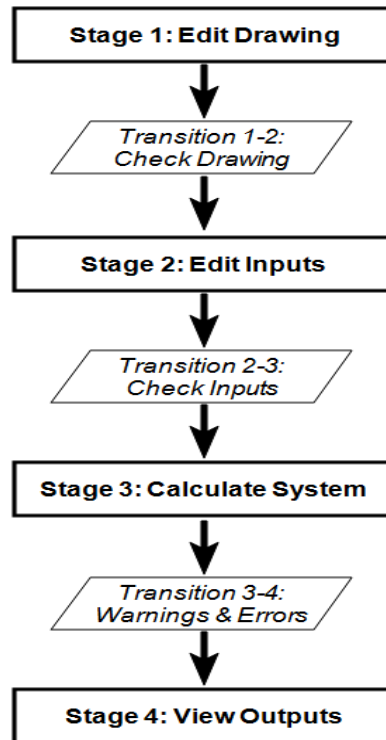 Stage 1: Edit Drawing
Transition 1-2:
Check Drawing
Stage 2: Edit Inputs
Transition 2-3:
Check Inputs
Stage 3: Calculate System
Transition 3-4:
Warnings & Errors
Stage 4: View Outputs